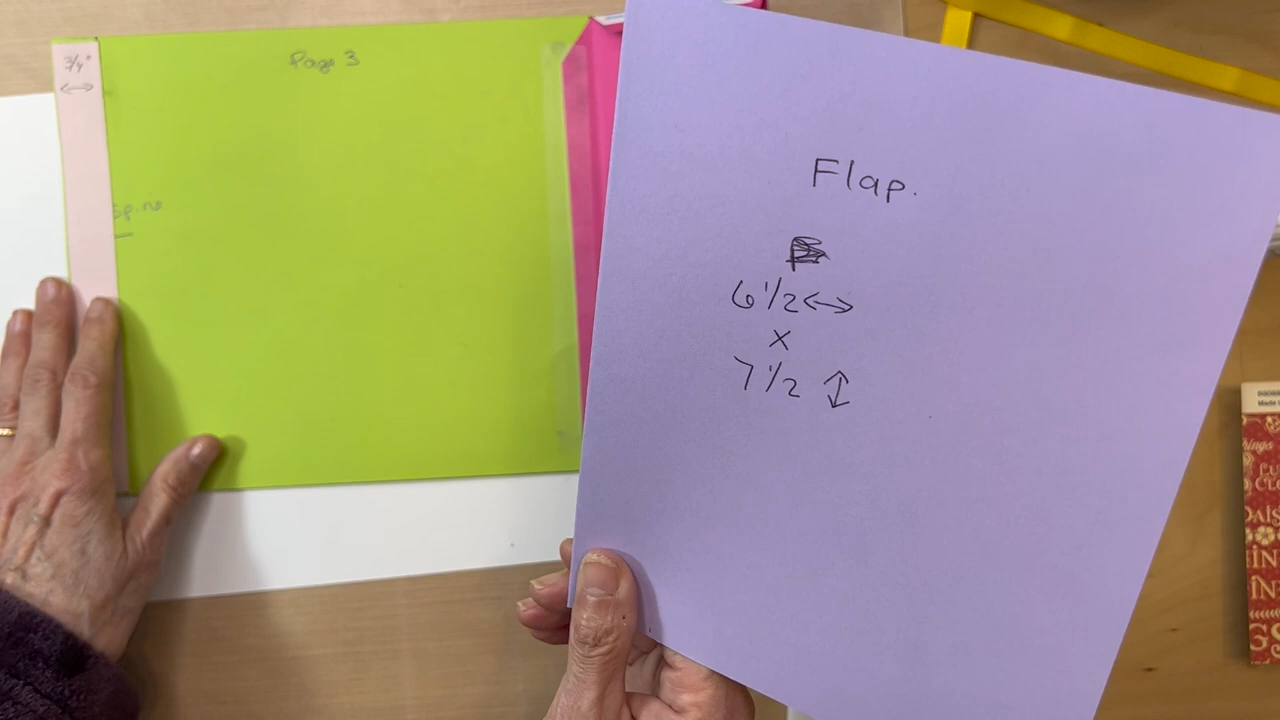 3/4"
Page 3
Spine
Flap.
6 1/2 ↔
x
7 1/2 ↕